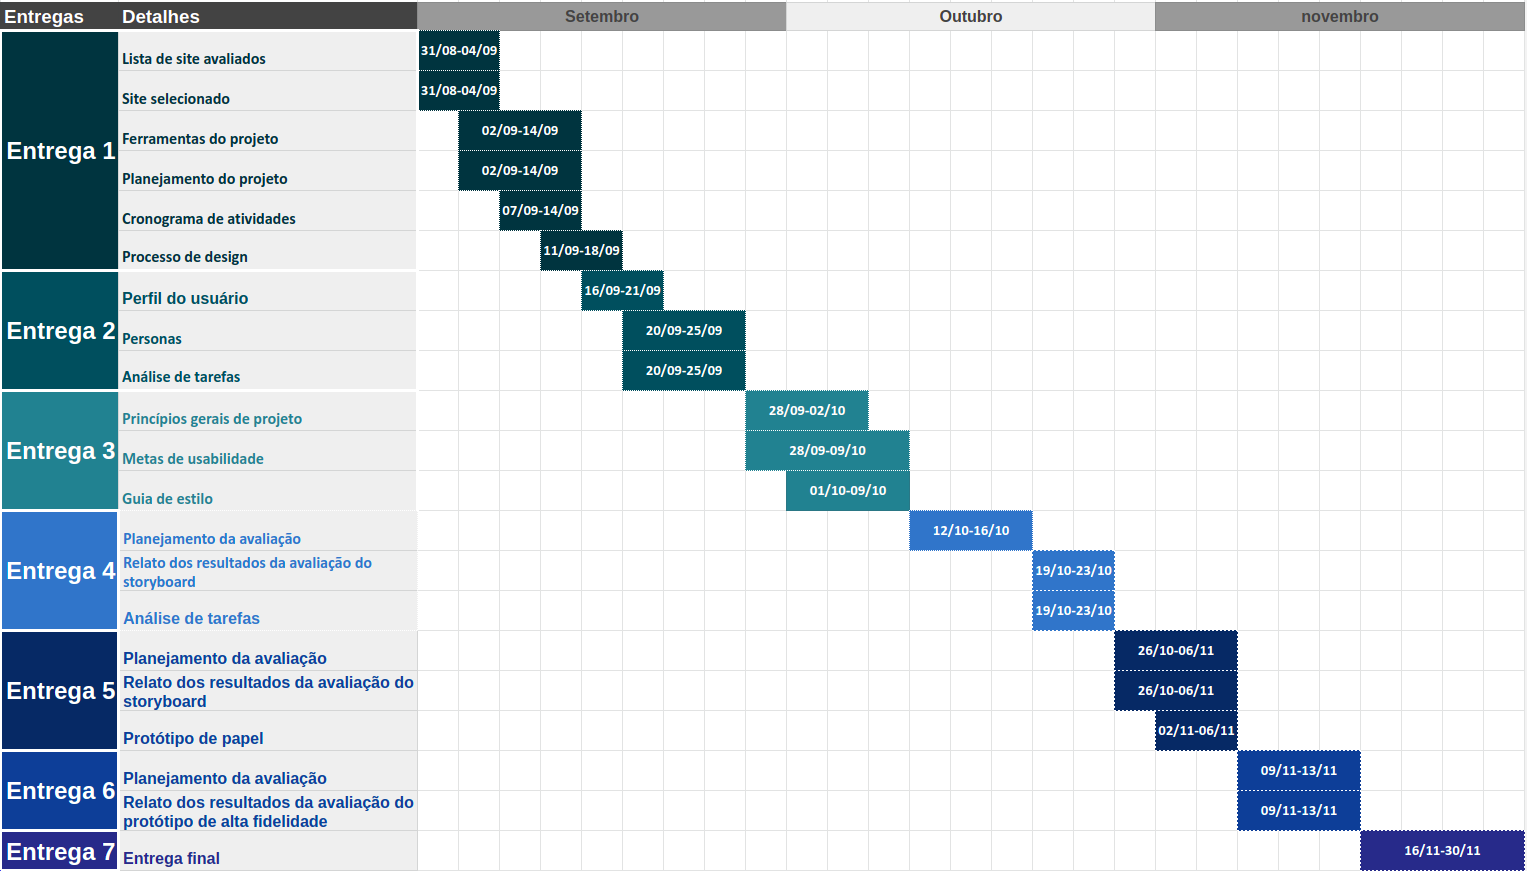 Entregas Detalhes Setembro Outubro novembro
Entrega 1
Lista de site avaliados 31/08-04/09
Site selecionado 31/08-04/09
Ferramentas do projeto 02/09-14/09
Planejamento do projeto 02/09-14/09
Cronograma de atividades 07/09-14/09
Processo de design 11/09-18/09
Entrega 2
Perfil do usuário 16/09-21/09
Personas 20/09-25/09
Análise de tarefas 20/09-25/09
Entrega 3
Princípios gerais de projeto 28/09-02/10
Metas de usabilidade 28/09-09/10
Guia de estilo 01/10-09/10
Entrega 4
Planejamento da avaliação 12/10-16/10
Relato dos resultados da avaliação do
storyboard 19/10-23/10
Análise de tarefas 19/10-23/10
Entrega 5
Planejamento da avaliação 26/10-06/11
Relato dos resultados da avaliação do
storyboard 26/10-06/11
Protótipo de papel 02/11-06/11
Entrega 6
Planejamento da avaliação 09/11-13/11
Relato dos resultados da avaliação do
protótipo de alta fidelidade 09/11-13/11
Entrega 7
Entrega final 16/11-30/11